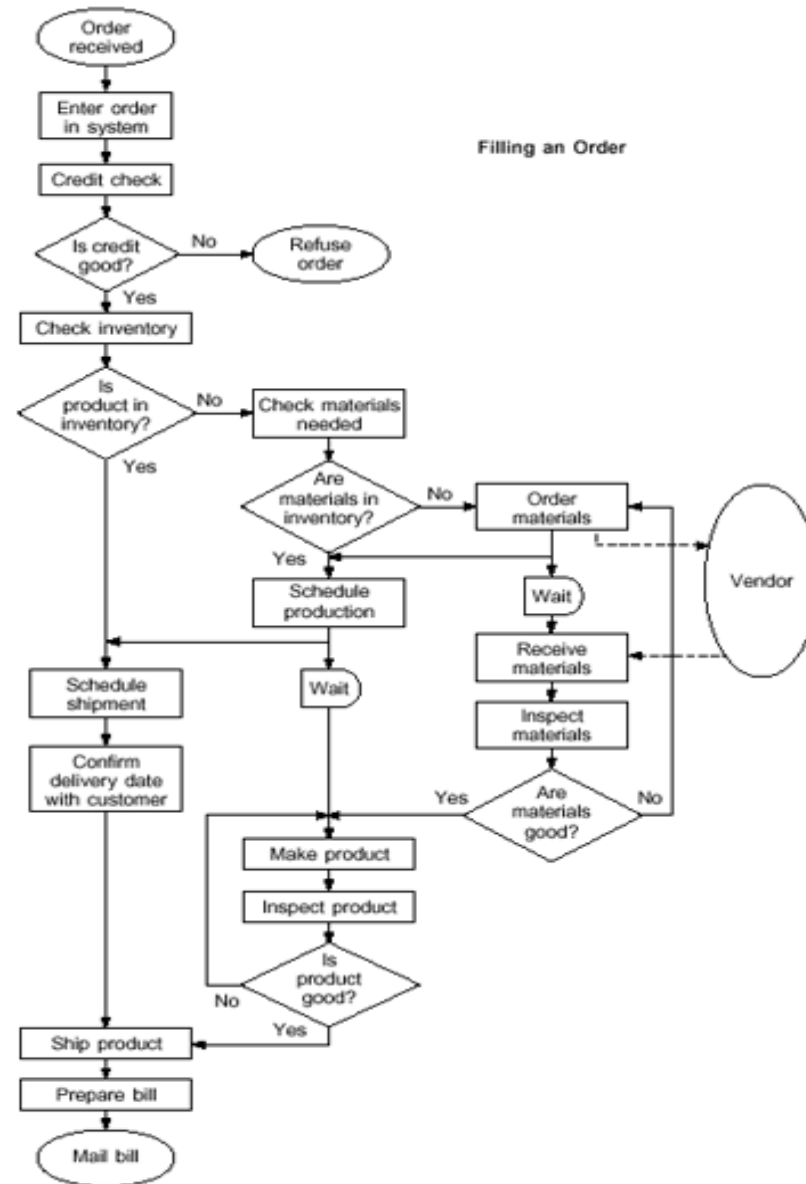 Order
received
Enter order
in system
Filling an Order
Credit check
Is credit
good?
No
Refuse
order
Yes
Check inventory
Is
product in
inventory?
No
Check materials
needed
Yes
Are
materials in
inventory?
No
Order
materials
Yes
Vendor
Schedule
production
Wait
Receive
materials
Schedule
shipment
Wait
Inspect
materials
Confirm
delivery date
with customer
Yes
Are
materials
good?
No
Make product
Inspect product
Is
product
good?
No
Yes
Ship product
Prepare bill
Mail bill